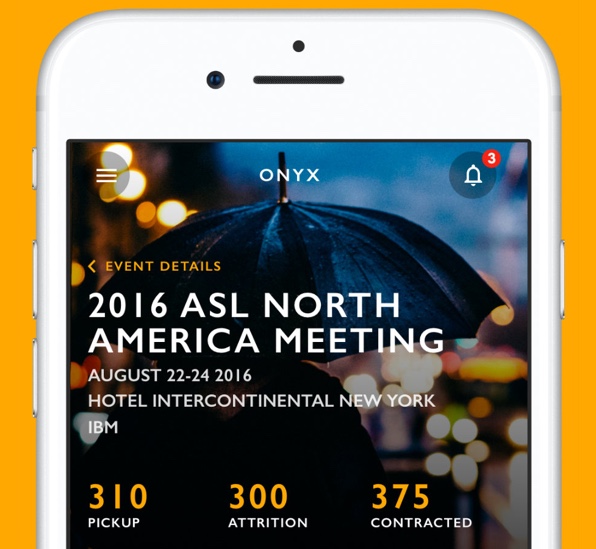 ONYX
3
EVENT DETAILS
2016 ASL NORTH
AMERICA MEETING
AUGUST 22-24 2016
HOTEL INTERCONTINENTAL NEW YORK
IBM
310 300 375
PICKUP ATTRITION CONTRACTED